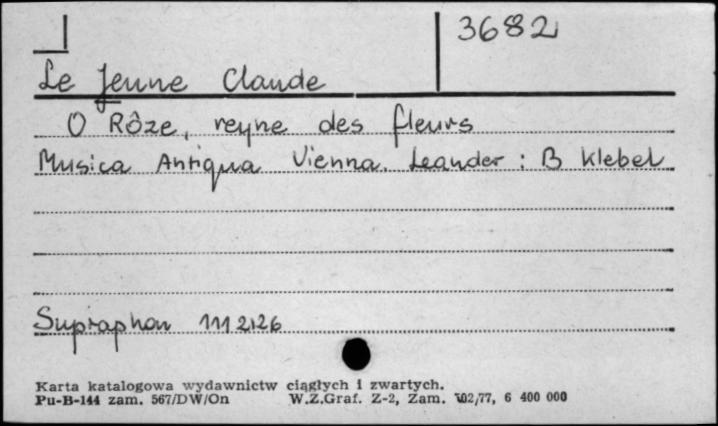 3682
Le Jeune Claude
O Rôze, reyne des fleurs
Musica Antiqua Vienna. Leander : B Klebel
Supraphon 1112126
Karta katalogowa wydawnictw ciągłych i zwartych.
Pu-B-144 zam. 567/DW/On W.Z.Graf. Z-2, Zam. 102,77, 6 400 000